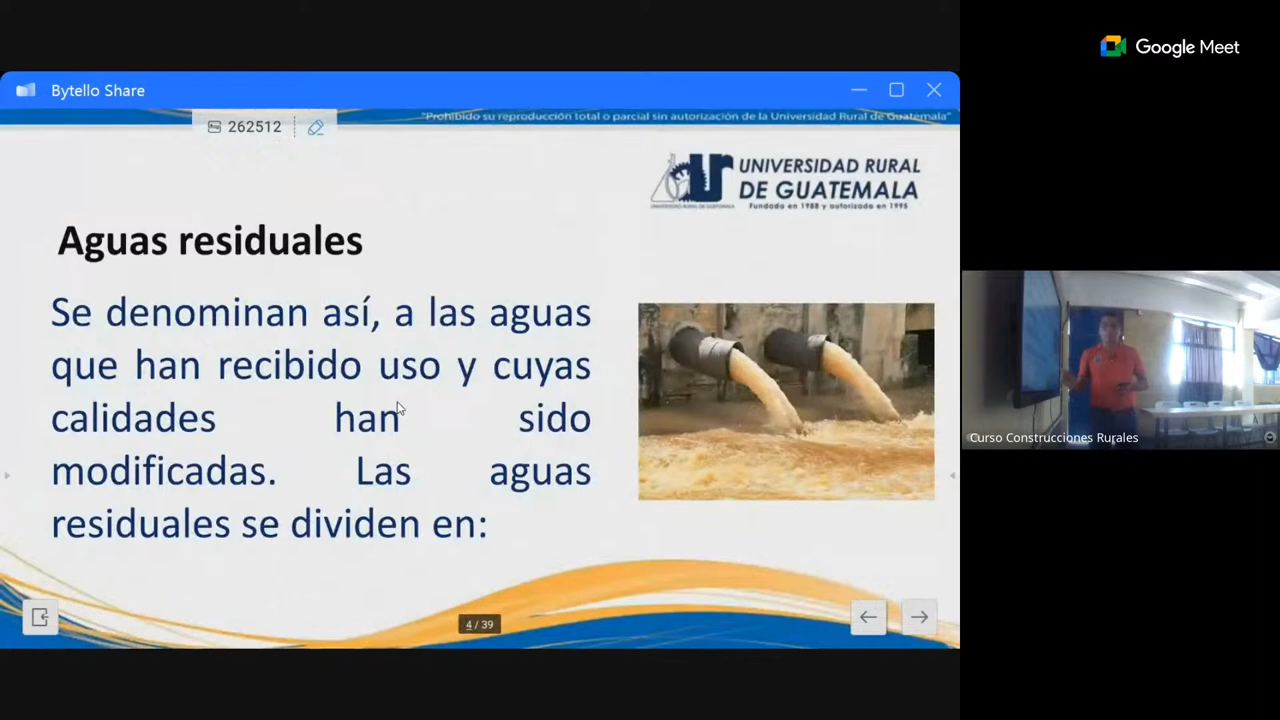 Google Meet
Bytello Share
262512
"Prohibido su reproducción total o parcial sin autorización de la Universidad Rural de Guatemala"
UNIVERSIDAD RURAL
DE GUATEMALA
Fundada en 1988 y autorizada en 1995
Aguas residuales
Se denominan así, a las aguas
que han recibido uso y cuyas
calidades han sido
modificadas. Las aguas
residuales se dividen en:
4 / 39
Curso Construcciones Rurales